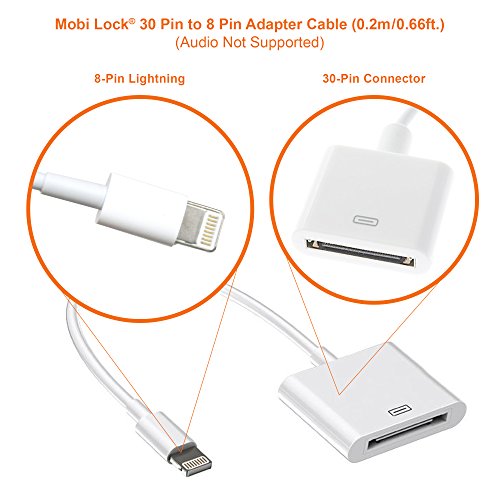 Mobi Lock® 30 Pin to 8 Pin Adapter Cable (0.2m/0.66ft.)
(Audio Not Supported)
8-Pin Lightning
30-Pin Connector